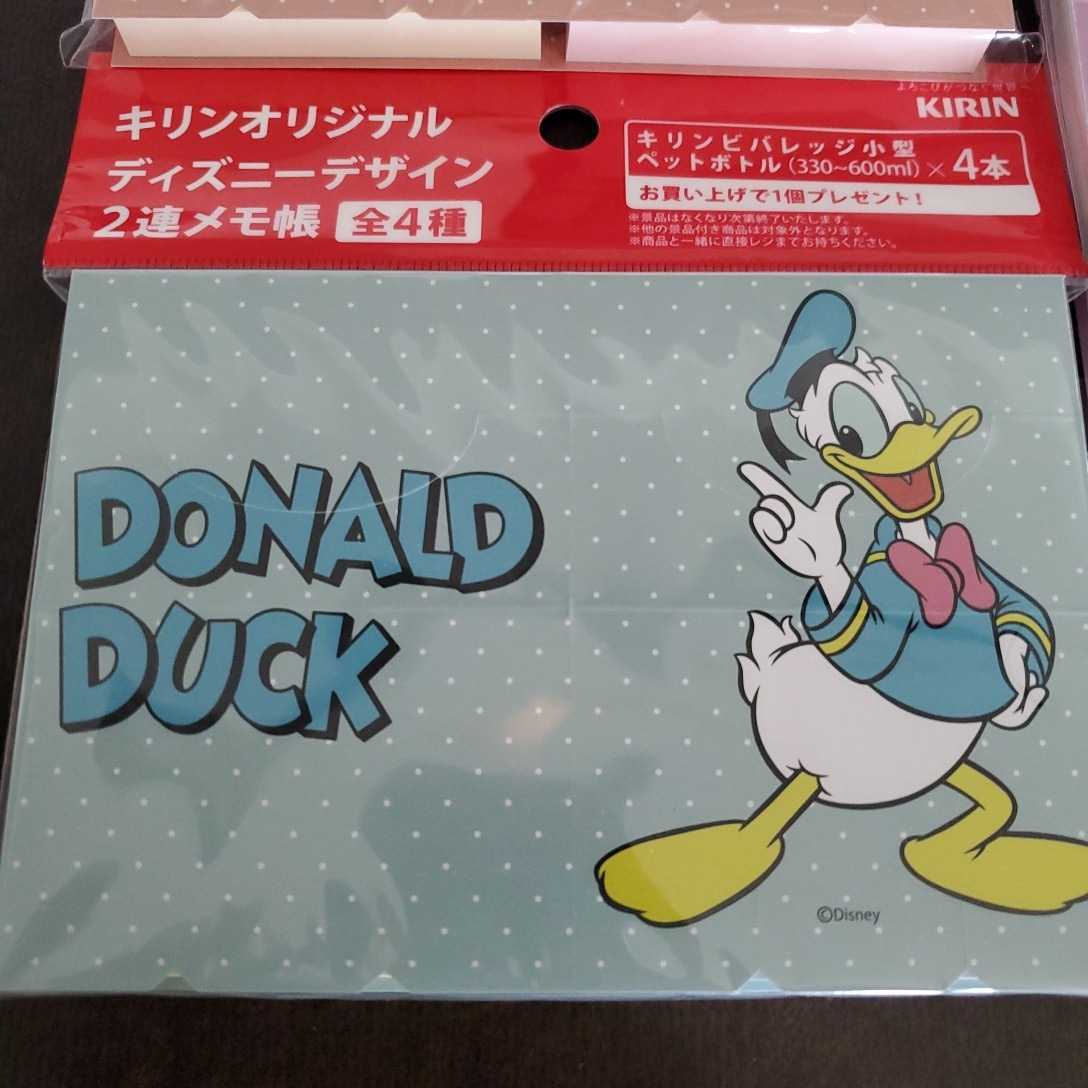 キリンオリジナル
ディズニーデザイン
2連メモ帳 全4種
よろこびがつなぐ世界へ
KIRIN
キリンビバレッジ小型
ペットボトル(330~600ml)×4本
お買い上げで1個プレゼント!
※景品はなくなり次第終了いたします。
※他の景品付き商品は対象外となります。
※商品と一緒に直接レジまでお持ちください。
DONALD
DUCK
©Disney